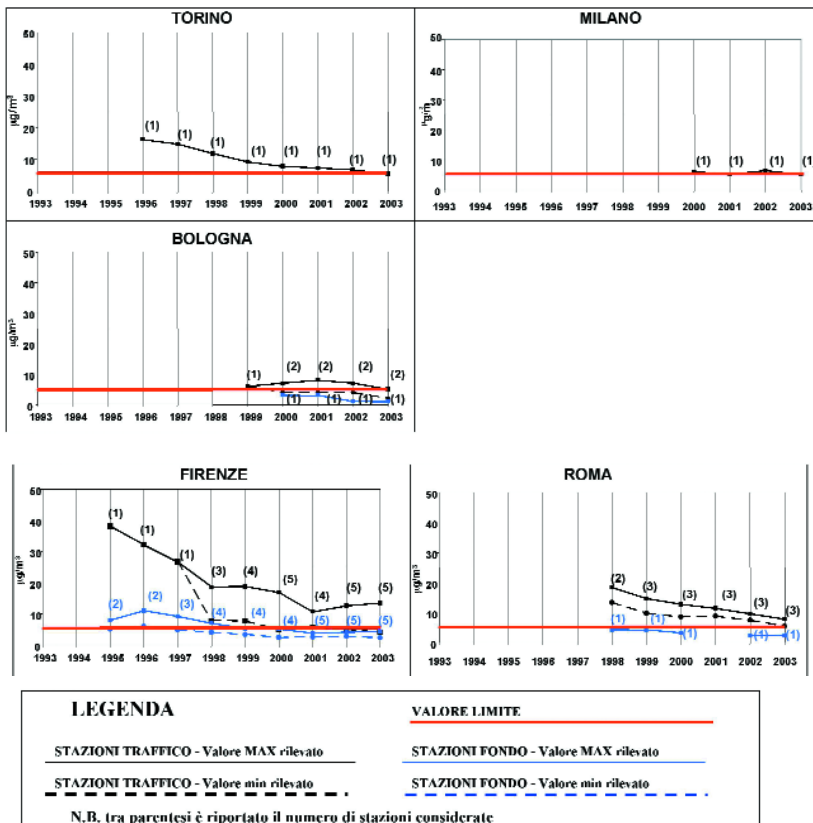 TORINO
MILANO
50
40
30
20
10
0
µg/m³
(1) (1) (1) (1) (1) (1) (1) (1)
1993 1994 1995 1996 1997 1998 1999 2000 2001 2002 2003
50
40
30
20
10
0
(1) (1) (1) (1)
1993 1994 1995 1996 1997 1998 1999 2000 2001 2002 2003
BOLOGNA
50
40
30
20
10
0
µg/m³
(1) (2) (2) (2) (2)
(1) (1) (1) (1)
1993 1994 1995 1996 1997 1998 1999 2000 2001 2002 2003
FIRENZE
ROMA
40
30
20
10
0
µg/m³
(1) (1) (1) (3) (4) (5) (5) (5) (5)
(2) (2) (3) (4) (4) (4) (5) (5) (5)
1993 1994 1995 1996 1997 1998 1999 2000 2001 2002 2003
50
40
30
20
10
0
µg/m³
(2) (3) (3) (3) (3) (3)
(1) (1) (1) (1) (1)
1993 1994 1995 1996 1997 1998 1999 2000 2001 2002 2003
LEGENDA
VALORE LIMITE
STAZIONI TRAFFICO - Valore MAX rilevato
STAZIONI FONDO - Valore MAX rilevato
STAZIONI TRAFFICO - Valore min rilevato
STAZIONI FONDO - Valore min rilevato
N.B. tra parentesi è riportato il numero di stazioni considerate